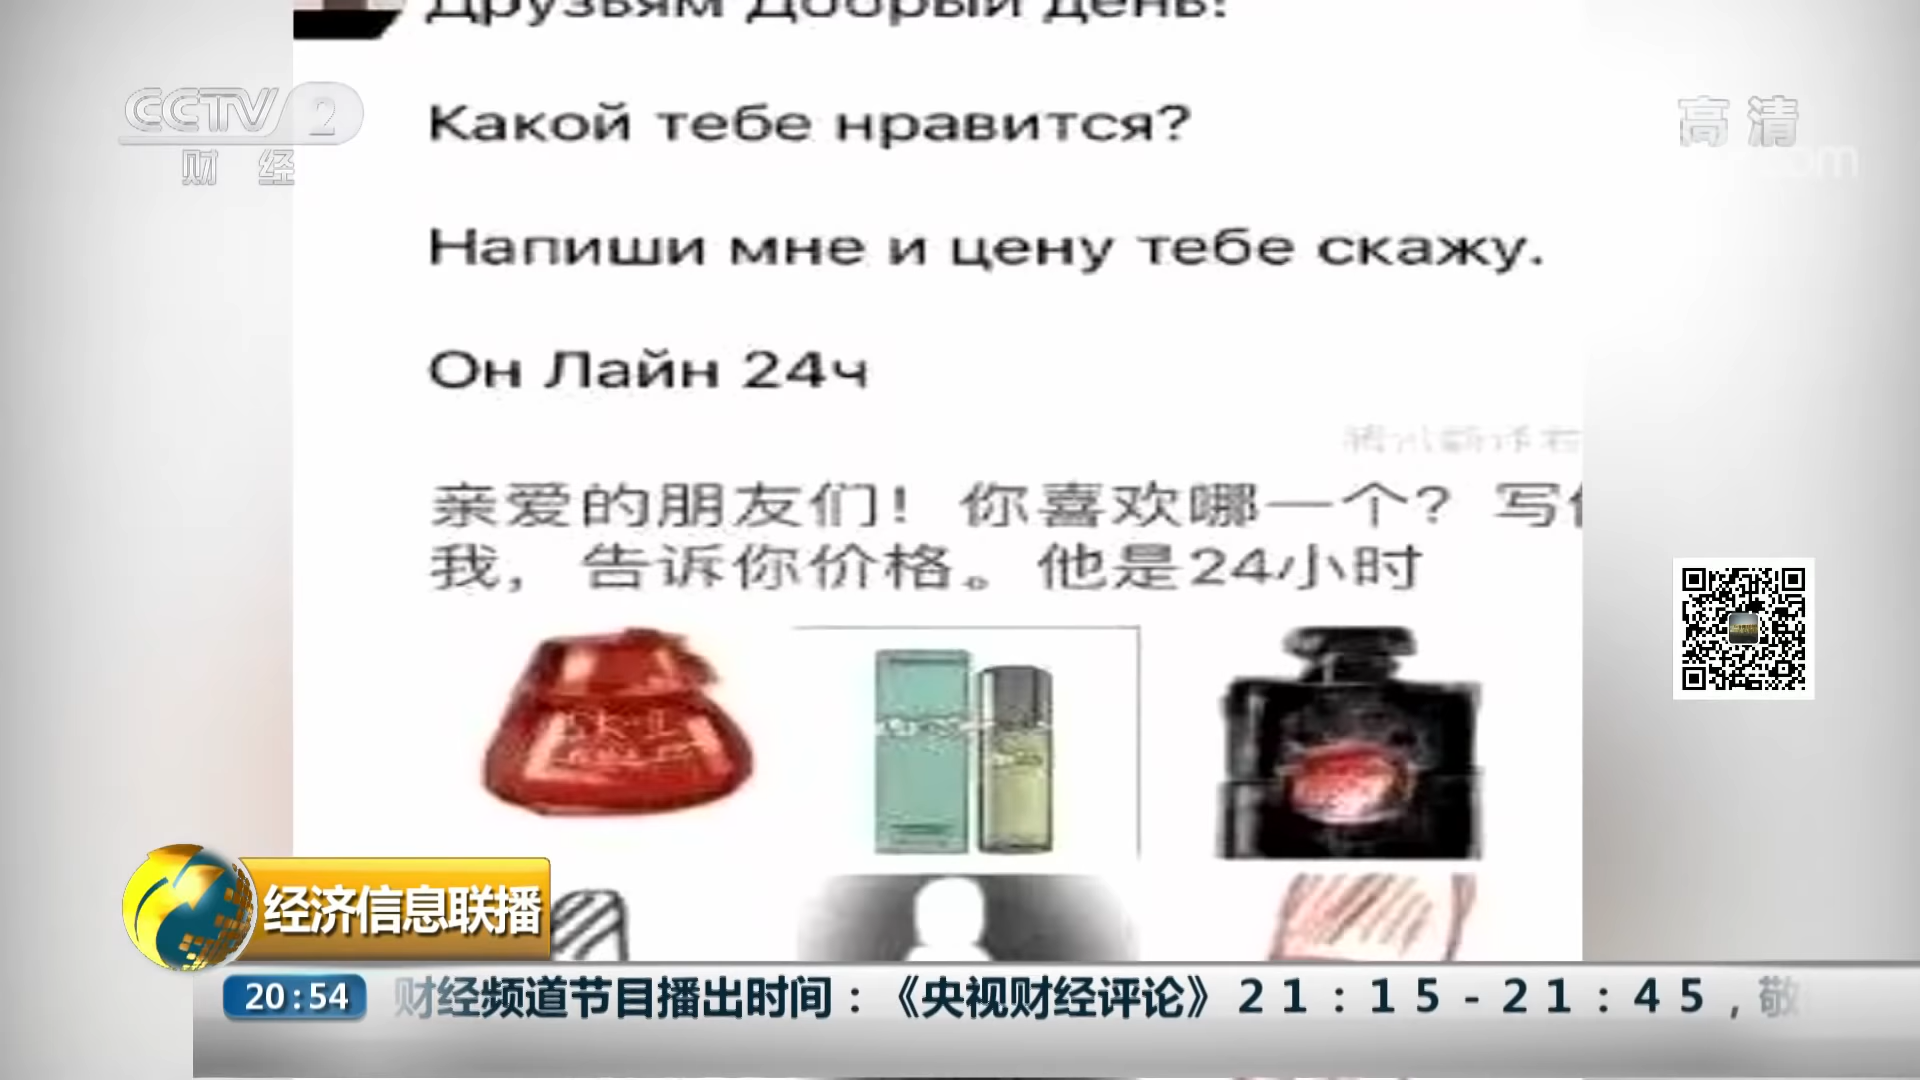 Друзьям Добрый день!
CCTV 2
财 经
高 清
Какой тебе нравится?
Напиши мне и цену тебе скажу.
Он Лайн 24ч
亲爱的朋友们！你喜欢哪一个？写
我，告诉你价格。他是24小时
经济信息联播
20:54 财经频道节目播出时间：《央视财经评论》21:15-21:45，敬